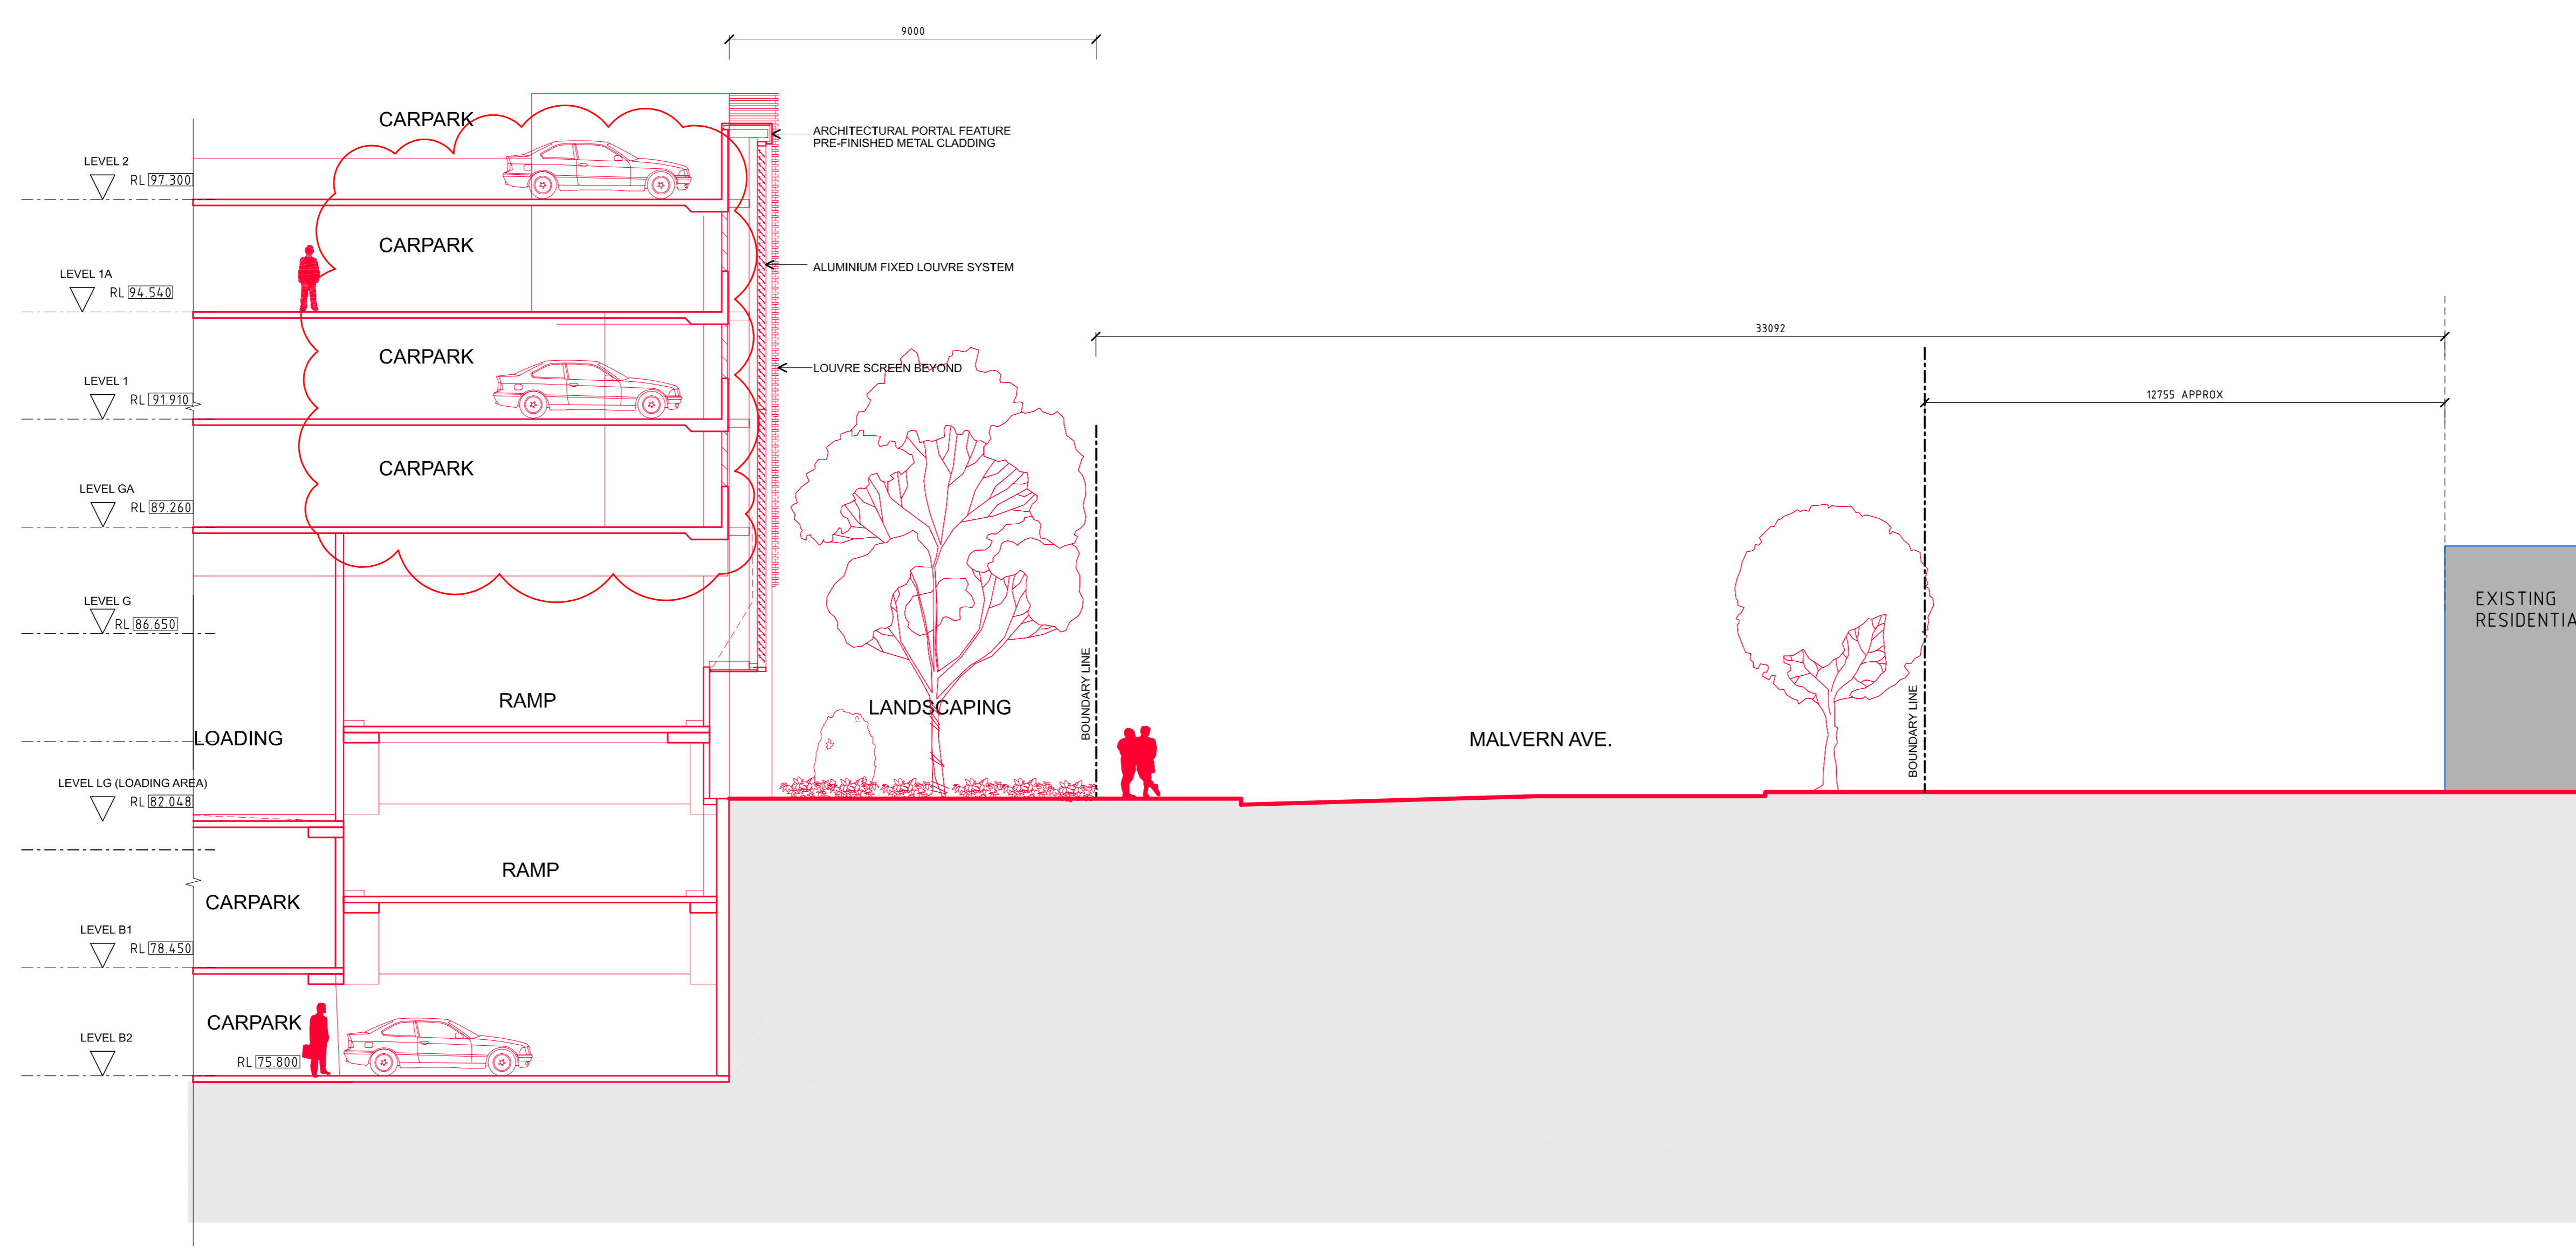 9000
CARPARK
ARCHITECTURAL PORTAL FEATURE
PRE-FINISHED METAL CLADDING
LEVEL 2
RL 97.300
CARPARK
ALUMINIUM FIXED LOUVRE SYSTEM
LEVEL 1A
RL 94.540
33092
CARPARK
LOUVRE SCREEN BEYOND
LEVEL 1
RL 91.910
12755 APPROX
CARPARK
LEVEL GA
RL 89.260
LEVEL G
RL 86.650
EXISTING
RESIDENTIA
RAMP
LANDSCAPING
BOUNDARY LINE
BOUNDARY LINE
LOADING
MALVERN AVE.
LEVEL LG (LOADING AREA)
RL 82.048
RAMP
CARPARK
LEVEL B1
RL 78.450
CARPARK
LEVEL B2
RL 75.800